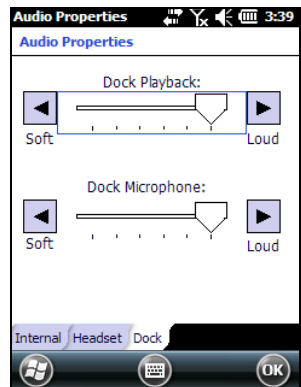 Audio Properties 3:39
Audio Properties
Dock Playback:
Soft Loud
Dock Microphone:
Soft Loud
Internal Headset Dock
OK